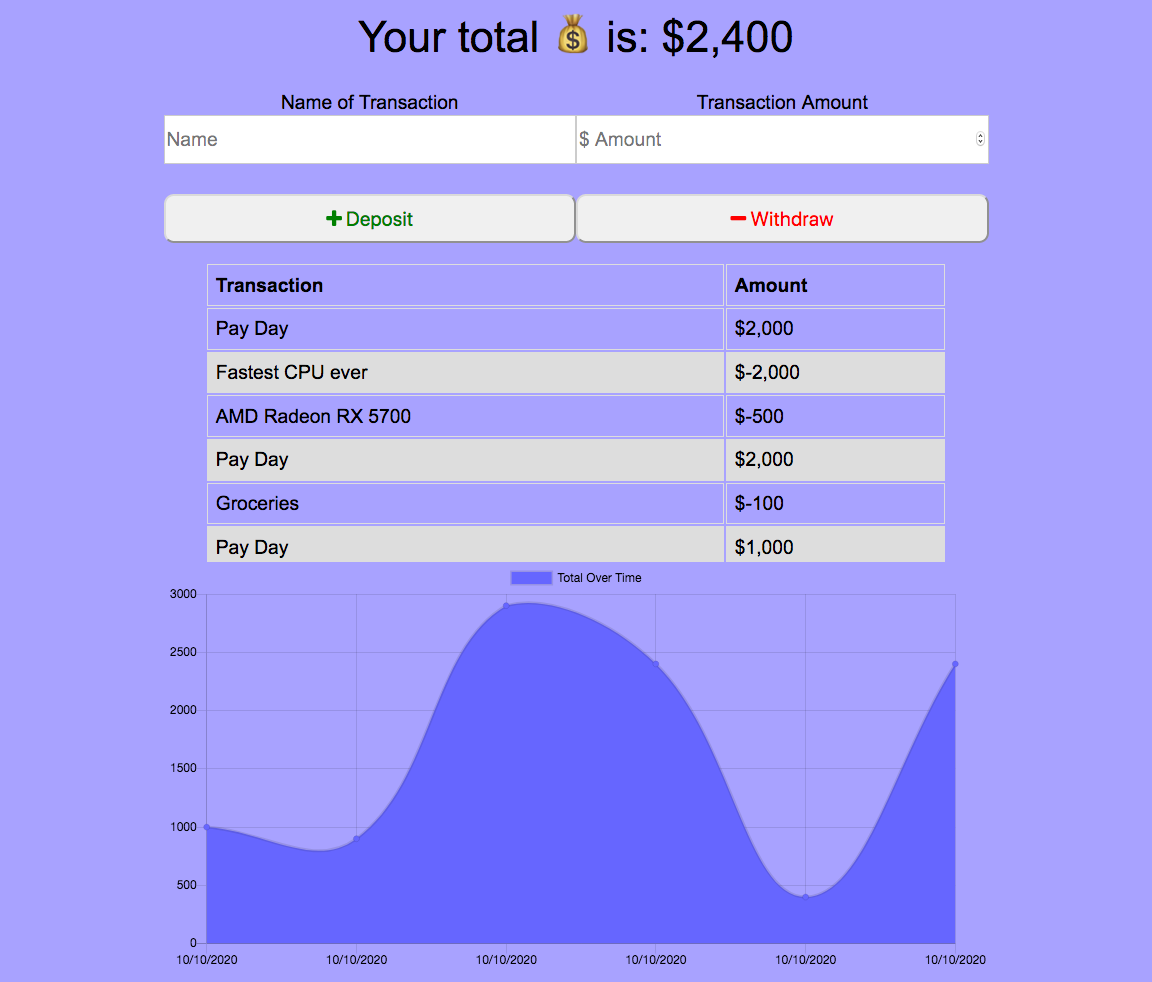 Your total 💰 is: $2,400
Name of Transaction Transaction Amount
Name $ Amount
Deposit Withdraw
Transaction Amount
Pay Day $2,000
Fastest CPU ever $-2,000
AMD Radeon RX 5700 $-500
Pay Day $2,000
Groceries $-100
Pay Day $1,000
Total Over Time
3000
2500
2000
1500
1000
500
0
10/10/2020 10/10/2020 10/10/2020 10/10/2020 10/10/2020 10/10/2020